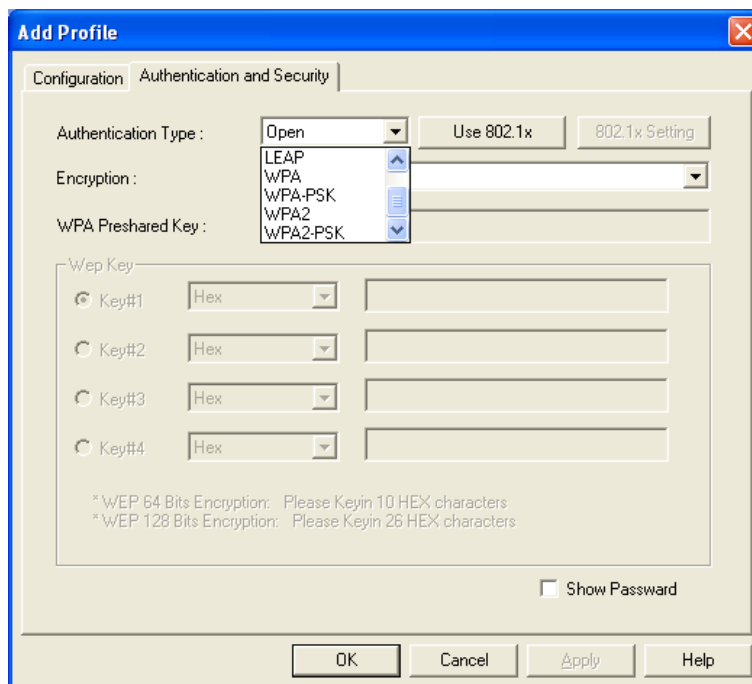 Add Profile
Configuration
Authentication and Security
Authentication Type :
Open
Use 802.1x
802.1x Setting
LEAP
WPA
WPA-PSK
WPA2
WPA2-PSK
Encryption :
WPA Preshared Key :
Wep Key
Key#1
Hex
Key#2
Hex
Key#3
Hex
Key#4
Hex
* WEP 64 Bits Encryption: Please Keyin 10 HEX characters
* WEP 128 Bits Encryption: Please Keyin 26 HEX characters
Show Passward
OK
Cancel
Apply
Help